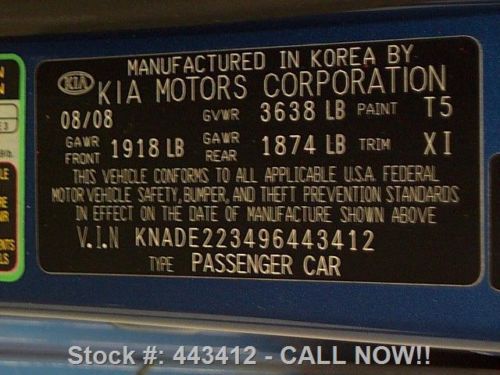 MANUFACTURED IN KOREA BY
KIA KIA MOTORS CORPORATION
08/08 GVWR 3638 LB PAINT T5
GAWR FRONT 1918 LB GAWR REAR 1874 LB TRIM XI
THIS VEHICLE CONFORMS TO ALL APPLICABLE U.S.A. FEDERAL
MOTOR VEHICLE SAFETY, BUMPER, AND THEFT PREVENTION STANDARDS
IN EFFECT ON THE DATE OF MANUFACTURE SHOWN ABOVE
V.I.N KNADE223496443412
TYPE PASSENGER CAR
Stock #: 443412 - CALL NOW!!